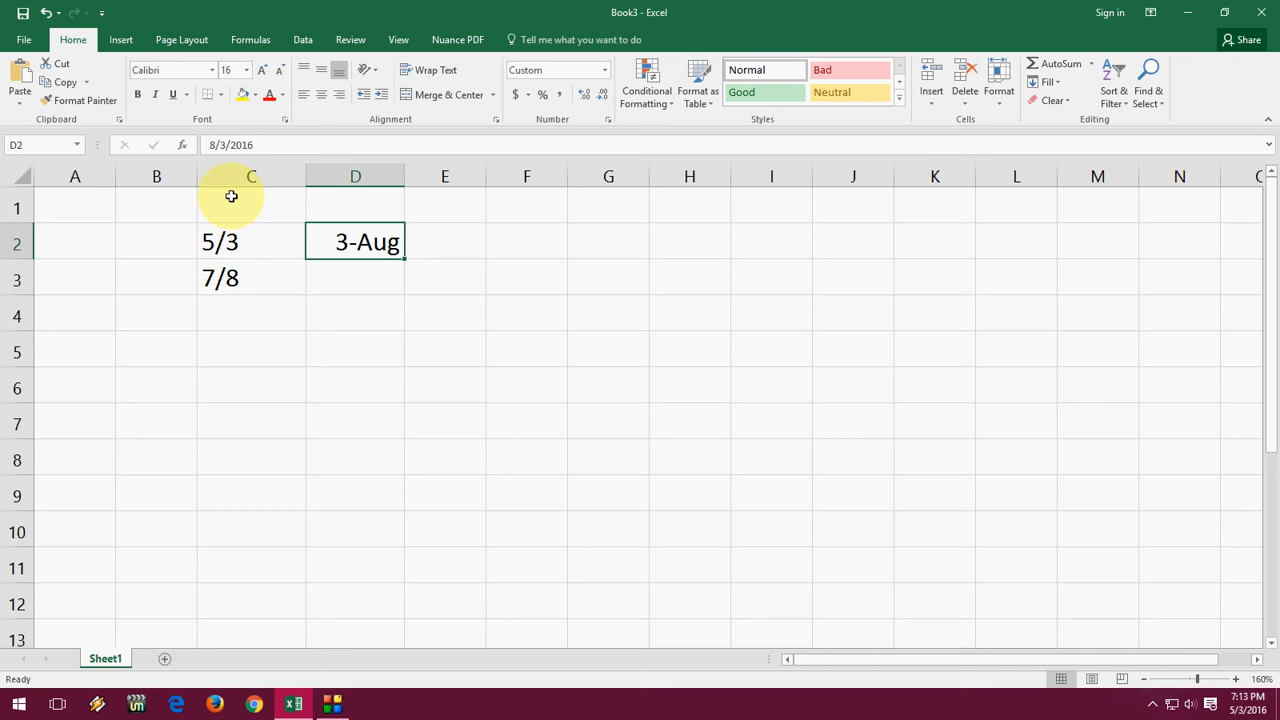 Book3 - Excel
Sign in
File Home Insert Page Layout Formulas Data Review View Nuance PDF Tell me what you want to do Share
Cut
Copy
Format Painter
Paste
Clipboard
Calibri 16
B I U
Font
Wrap Text
Merge & Center
Alignment
Custom
$ % ,
Number
Conditional Formatting
Format as Table
Normal Bad
Good Neutral
Styles
Insert Delete Format
Cells
AutoSum
Fill
Clear
Sort & Filter
Find & Select
Editing
D2 fx 8/3/2016
A B C D E F G H I J K L M N
1
2 5/3 3-Aug
3 7/8
4
5
6
7
8
9
10
11
12
13
Sheet1
Ready 160%
7:13 PM
5/3/2016